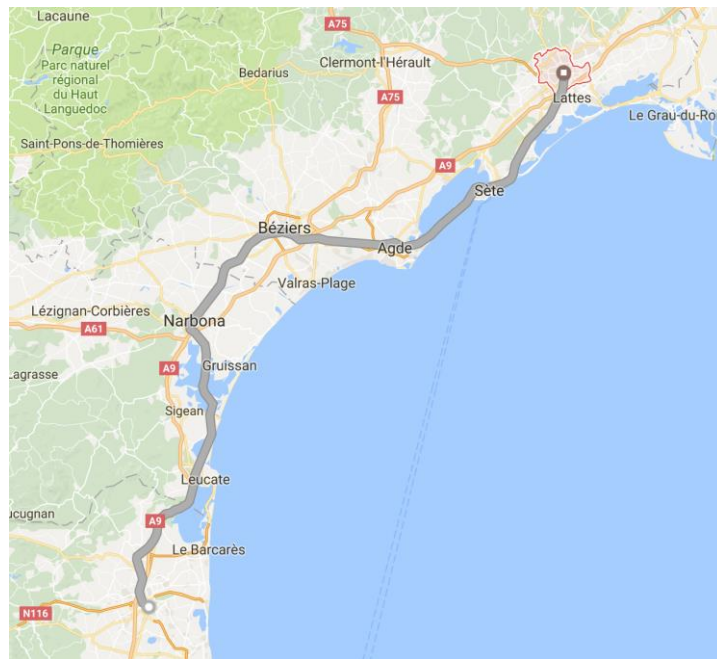 Lacaune
A75
Parque
Parc naturel
régional
du Haut
Languedoc
Bedarius
Clermont-l'Hérault
A75
Lattes
Le Grau-du-Ro
Saint-Pons-de-Thomières
A9
Sète
Béziers
Agde
Valras-Plage
Lézignan-Corbières
Narbona
A61
Gruissan
A9
Lagrasse
Sigean
Leucate
ucugnan
A9
Le Barcarès
N116